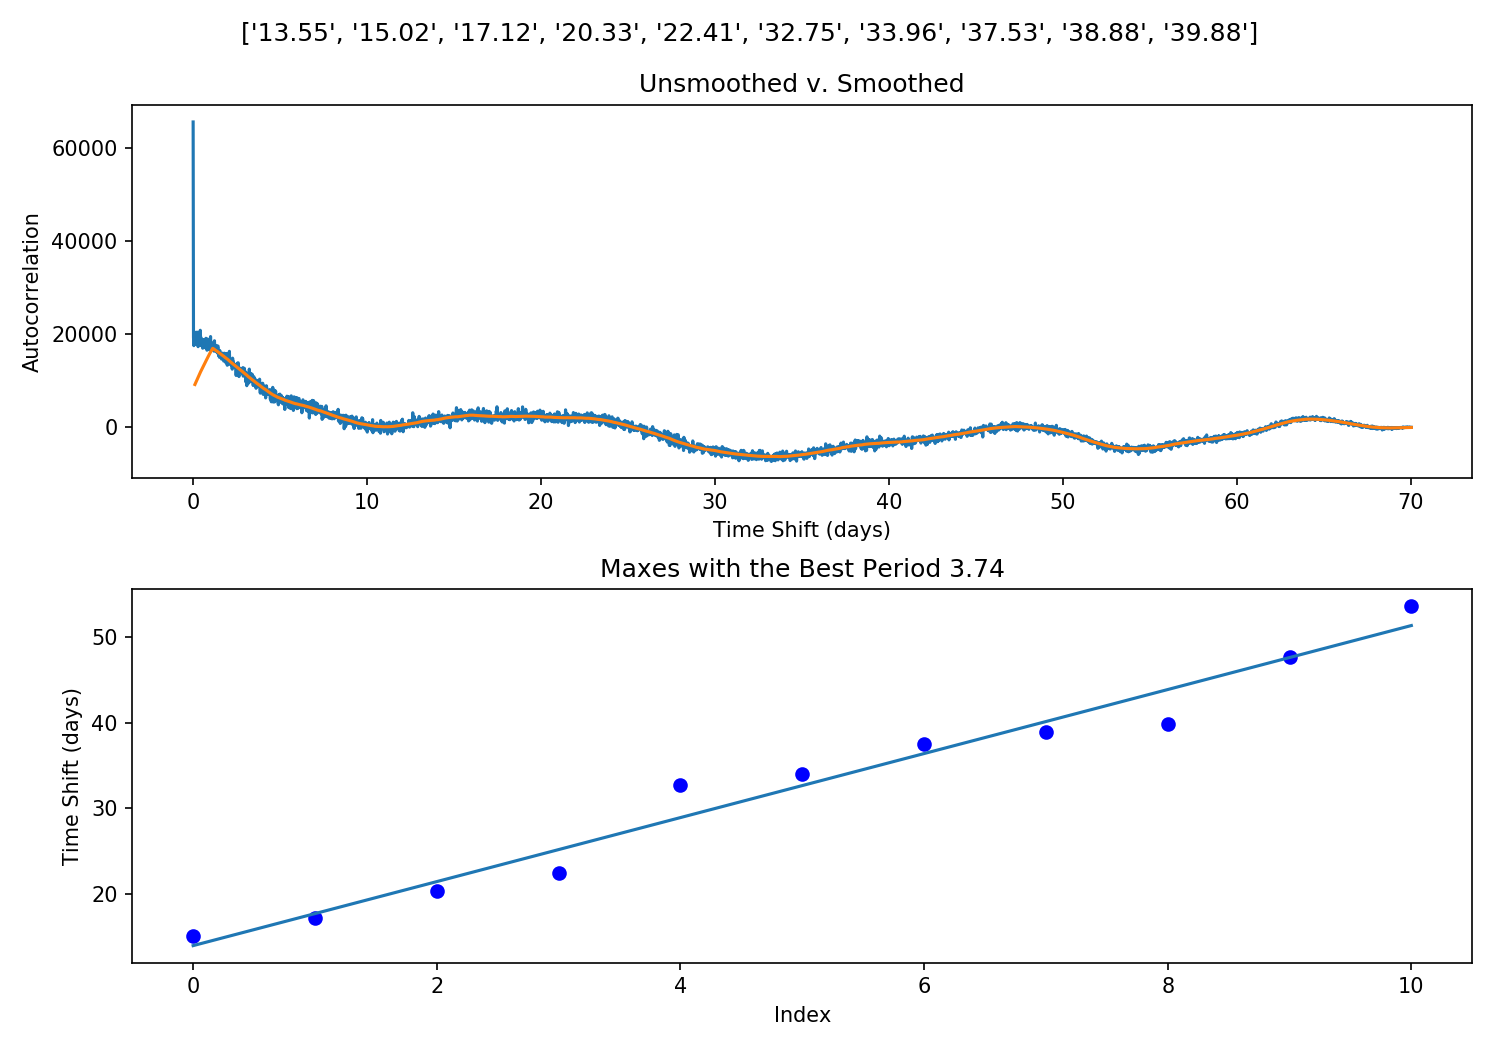 ['13.55', '15.02', '17.12', '20.33', '22.41', '32.75', '33.96', '37.53', '38.88', '39.88']
Unsmoothed v. Smoothed
Autocorrelation
60000
40000
20000
0
0 10 20 30 40 50 60 70
Time Shift (days)
Maxes with the Best Period 3.74
Time Shift (days)
50
40
30
20
0 2 4 6 8 10
Index